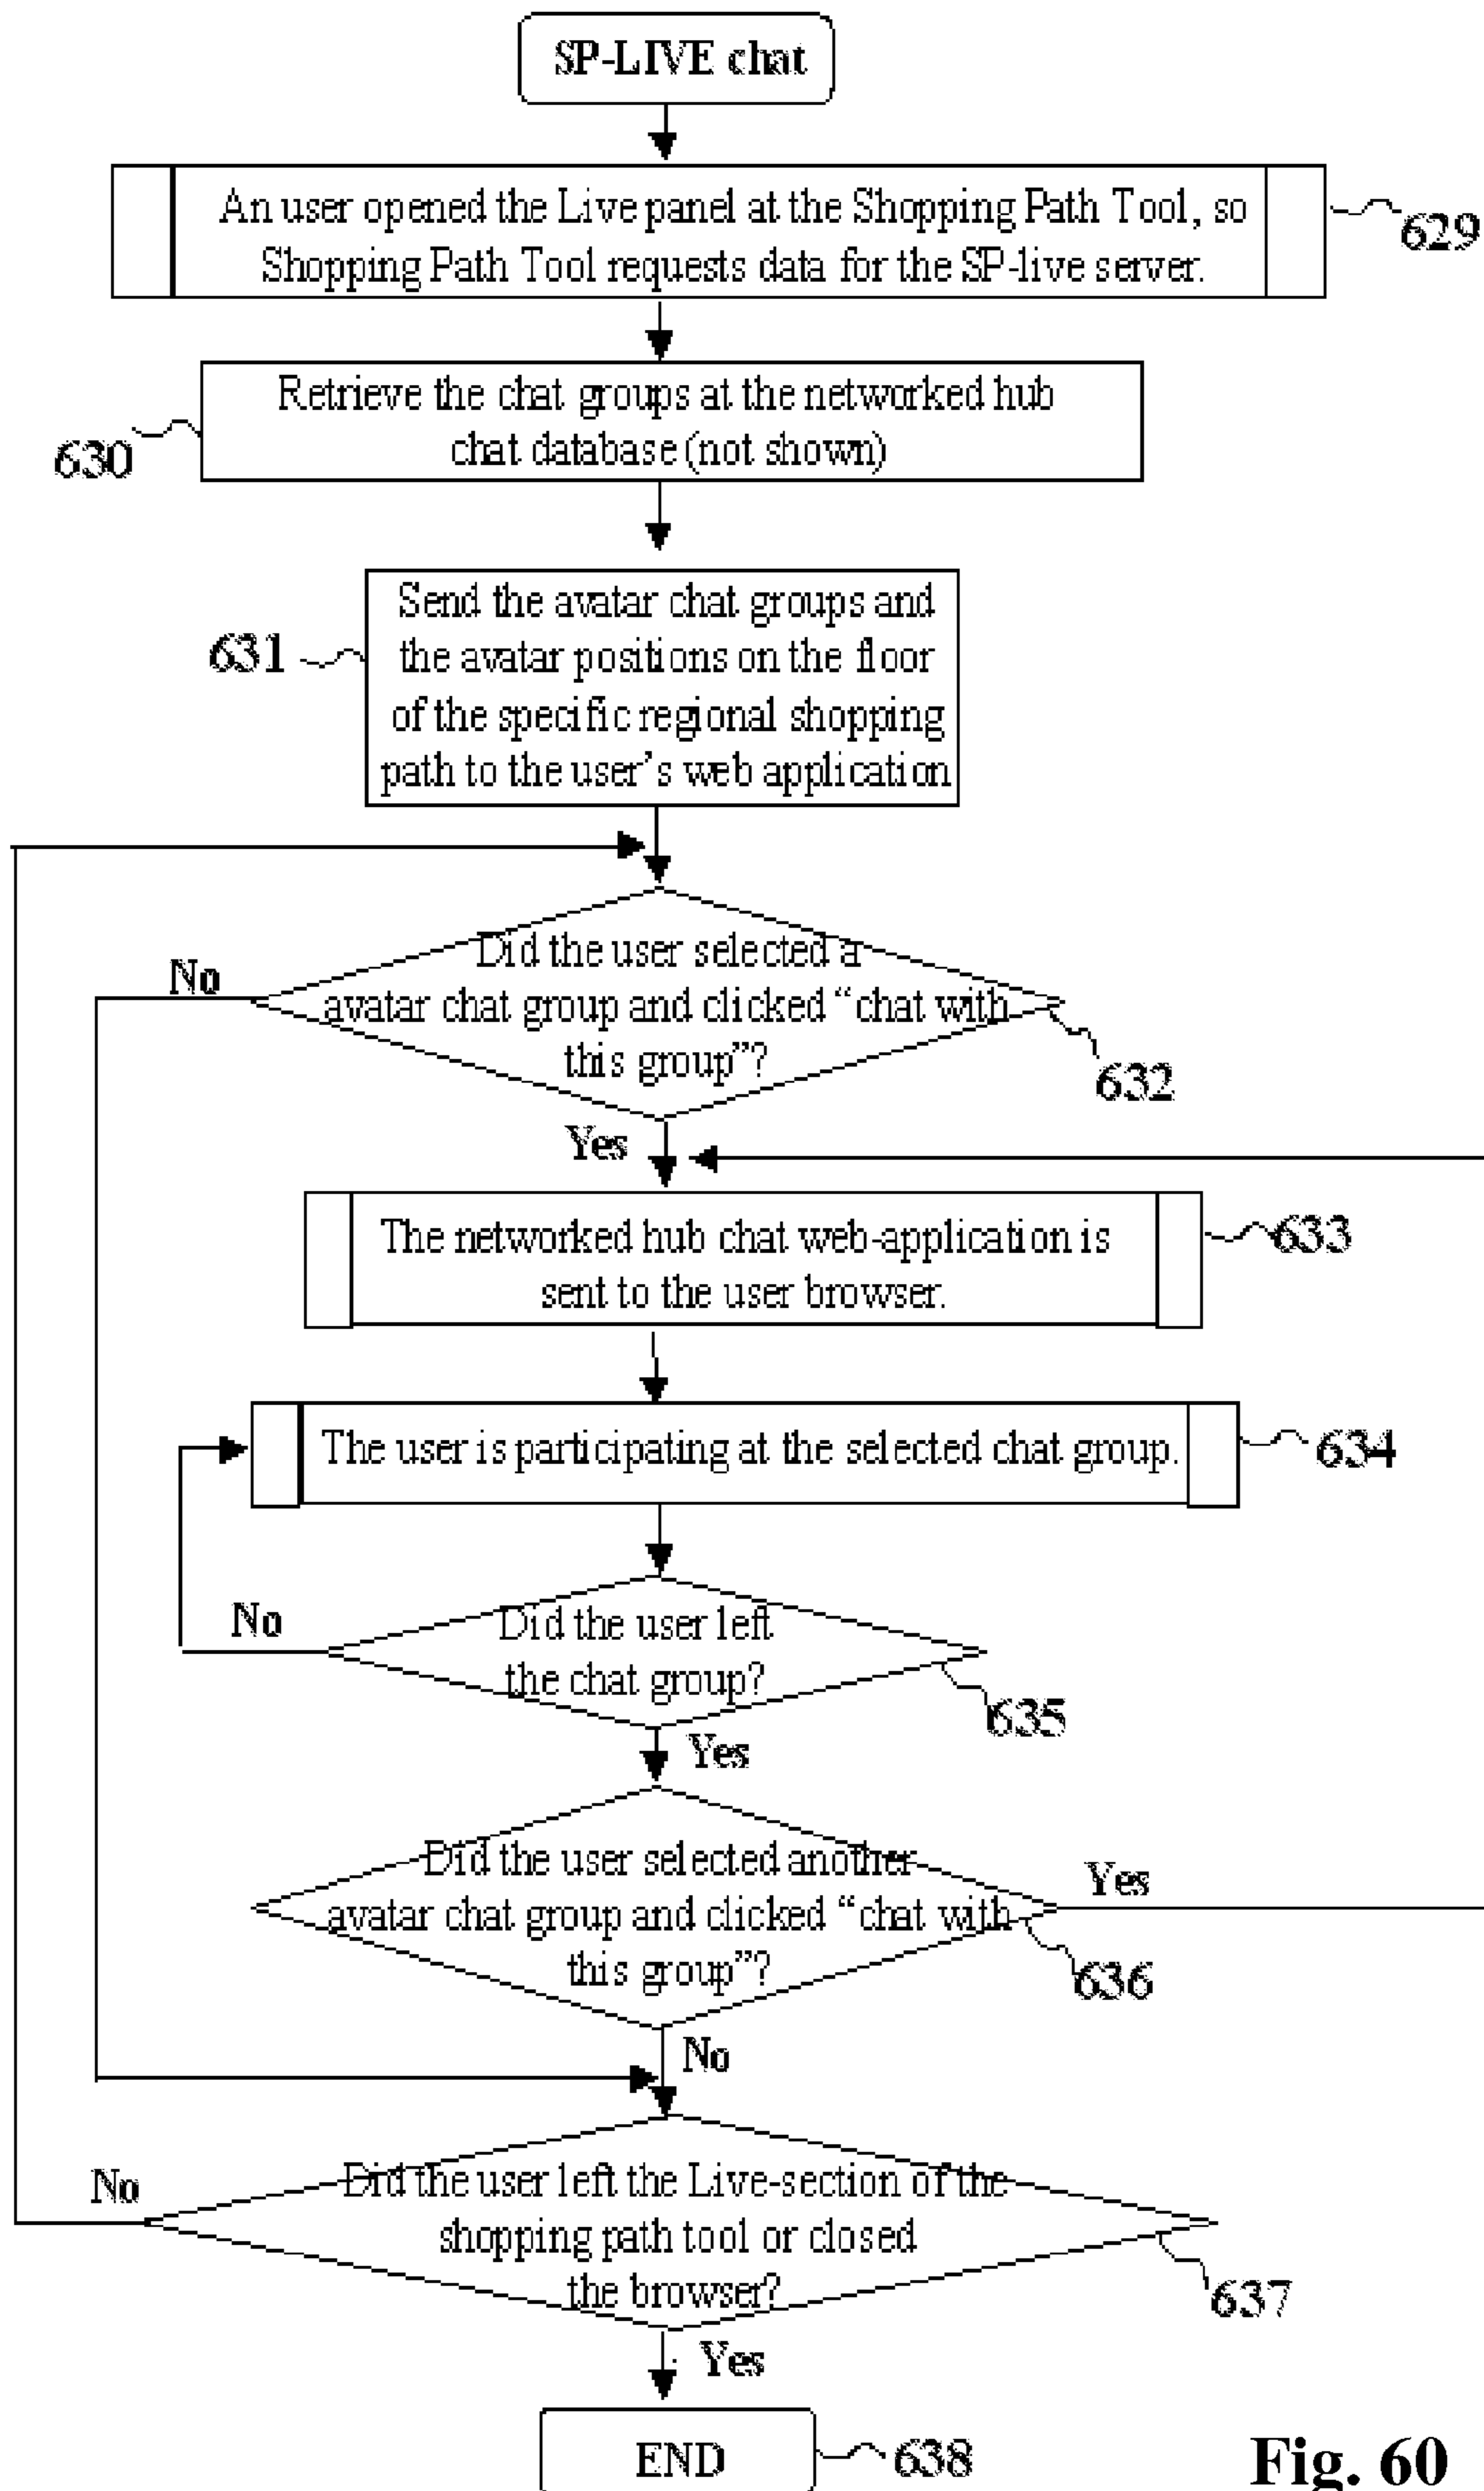 SP-LIVE chat
An user opened the Live panel at the Shopping Path Tool, so
Shopping Path Tool requests data for the SP-live server.
629
Retrieve the chat groups at the networked hub
chat database (not shown)
630
Send the avatar chat groups and
the avatar positions on the floor
of the specific regional shopping
path to the user's web application
631
Did the user selected a
avatar chat group and clicked “chat with
this group”?
No
632
Yes
The networked hub chat web-application is
sent to the user browser.
633
The user is participating at the selected chat group.
634
Did the user left
the chat group?
No
635
Yes
Did the user selected another
avatar chat group and clicked “chat with
this group”?
Yes
636
No
Did the user left the Live-section of the
shopping path tool or closed
the browser?
No
637
Yes
END
638
Fig. 60